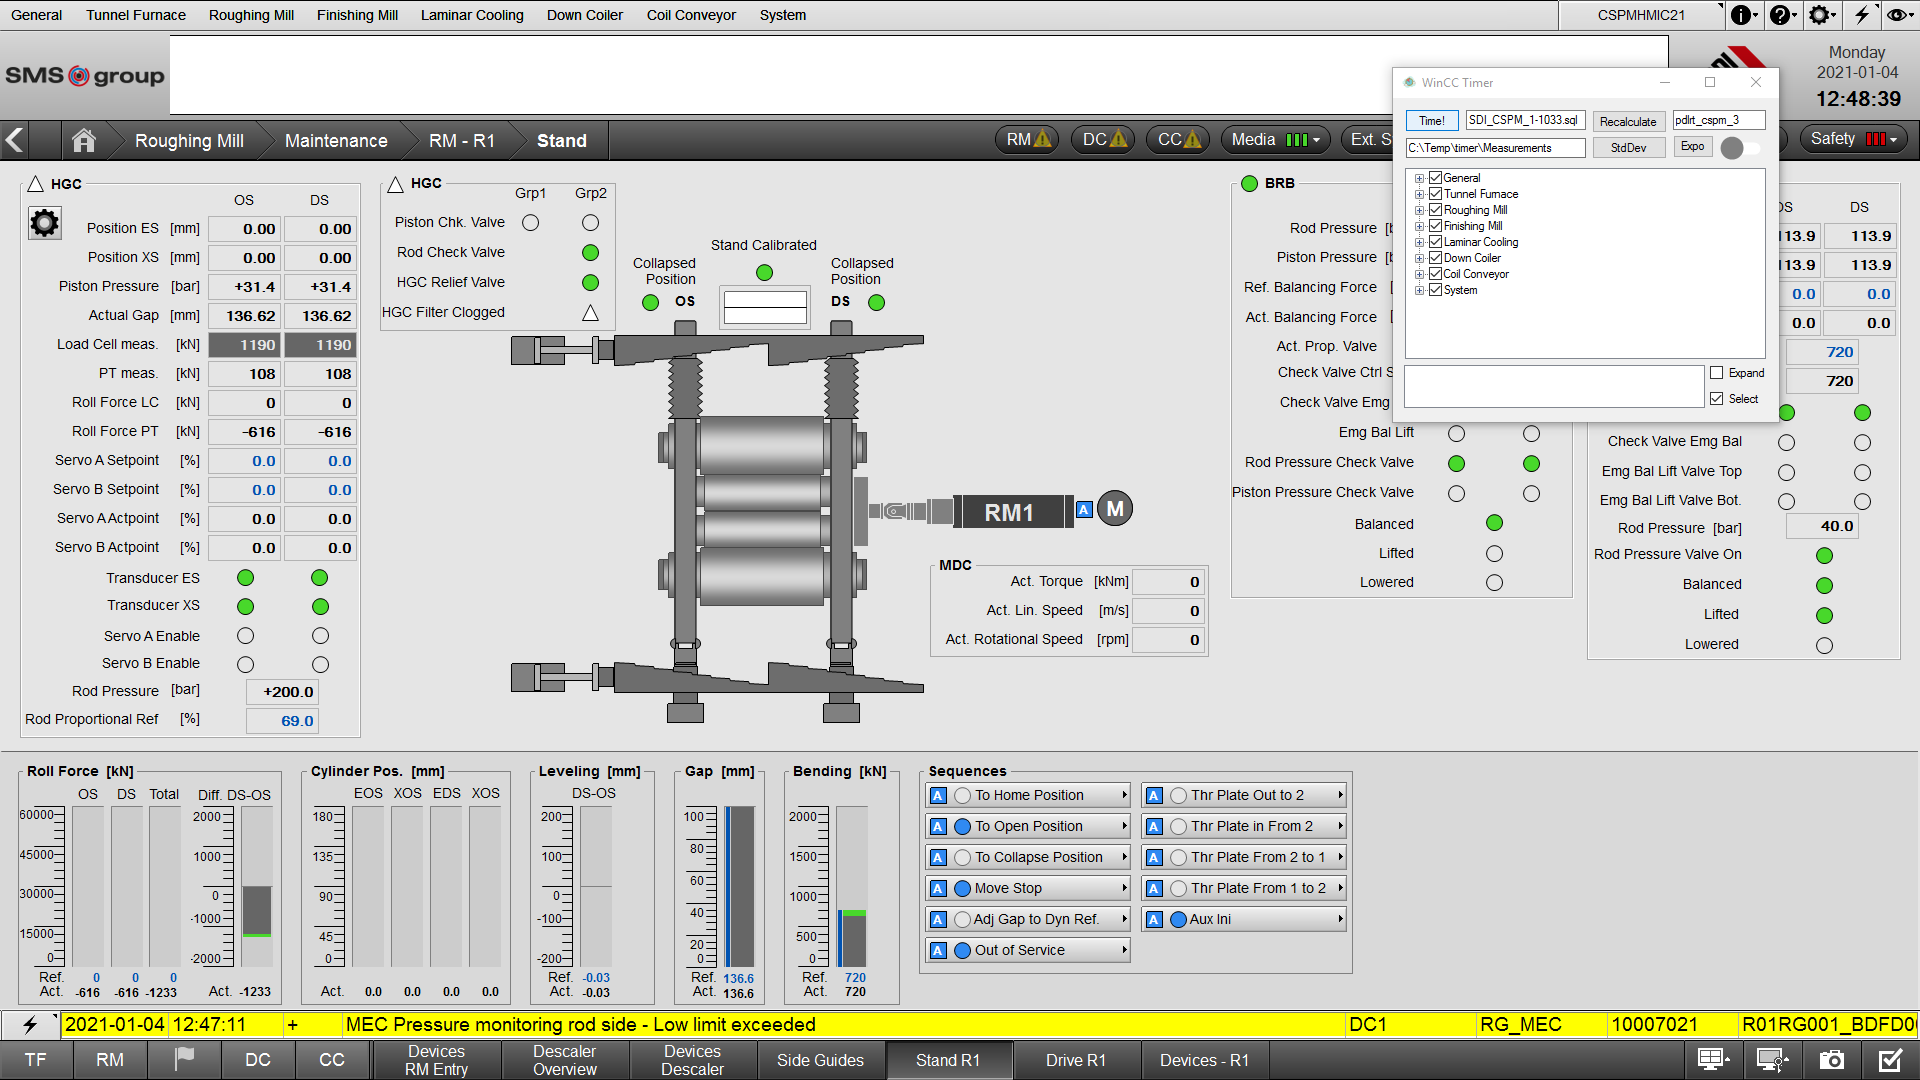 General Tunnel Furnace Roughing Mill Finishing Mill Laminar Cooling Down Coiler Coil Conveyor System CSPMHMIC21
SMS group
Monday
2021-01-04
12:48:39
Roughing Mill Maintenance RM - R1 Stand RM DC CC Media Ext. S Safety
WinCC Timer
Time! SDI_CSPM_1-1033.sql Recalculate pdlrt_cspm_3
C:\Temp\timer\Measurements StdDev Expo
General
Tunnel Furnace
Roughing Mill
Finishing Mill
Laminar Cooling
Down Coiler
Coil Conveyor
System
Expand
Select
HGC
OS DS
Position ES [mm] 0.00 0.00
Position XS [mm] 0.00 0.00
Piston Pressure [bar] +31.4 +31.4
Actual Gap [mm] 136.62 136.62
Load Cell meas. [kN] 1190 1190
PT meas. [kN] 108 108
Roll Force LC [kN] 0 0
Roll Force PT [kN] -616 -616
Servo A Setpoint [%] 0.0 0.0
Servo B Setpoint [%] 0.0 0.0
Servo A Actpoint [%] 0.0 0.0
Servo B Actpoint [%] 0.0 0.0
Transducer ES
Transducer XS
Servo A Enable
Servo B Enable
Rod Pressure [bar] +200.0
Rod Proportional Ref [%] 69.0
HGC
Grp1 Grp2
Piston Chk. Valve
Rod Check Valve
HGC Relief Valve
HGC Filter Clogged
Stand Calibrated
Collapsed Position OS
Collapsed Position DS
RM1 A M
MDC
Act. Torque [kNm] 0
Act. Lin. Speed [m/s] 0
Act. Rotational Speed [rpm] 0
BRB
Rod Pressure
Piston Pressure
Ref. Balancing Force
Act. Balancing Force
Act. Prop. Valve
Check Valve Ctrl S
Check Valve Emg
Emg Bal Lift
Rod Pressure Check Valve
Piston Pressure Check Valve
Balanced
Lifted
Lowered
DS DS
113.9 113.9
113.9 113.9
0.0 0.0
0.0 0.0
720
720
Check Valve Emg Bal
Emg Bal Lift Valve Top
Emg Bal Lift Valve Bot.
Rod Pressure [bar] 40.0
Rod Pressure Valve On
Balanced
Lifted
Lowered
Roll Force [kN]
OS DS Total Diff. DS-OS
60000 45000 30000 15000 0
2000 1000 0 -1000 -2000
Ref. 0 0 0
Act. -616 -616 -1233 Act. -1233
Cylinder Pos. [mm]
EOS XOS EDS XOS
180 135 90 45 0
Act. 0.0 0.0 0.0 0.0
Leveling [mm]
DS-OS
200 100 0 -100 -200
Ref. -0.03
Act. -0.03
Gap [mm]
100 80 60 40 20 0
Ref. 136.6
Act. 136.6
Bending [kN]
2000 1500 1000 500 0
Ref. 720
Act. 720
Sequences
A To Home Position A Thr Plate Out to 2
A To Open Position A Thr Plate in From 2
A To Collapse Position A Thr Plate From 2 to 1
A Move Stop A Thr Plate From 1 to 2
A Adj Gap to Dyn Ref. A Aux Ini
A Out of Service
2021-01-04 12:47:11 + MEC Pressure monitoring rod side - Low limit exceeded DC1 RG_MEC 10007021 R01RG001_BDFD0
TF RM DC CC Devices RM Entry Descaler Overview Devices Descaler Side Guides Stand R1 Drive R1 Devices - R1